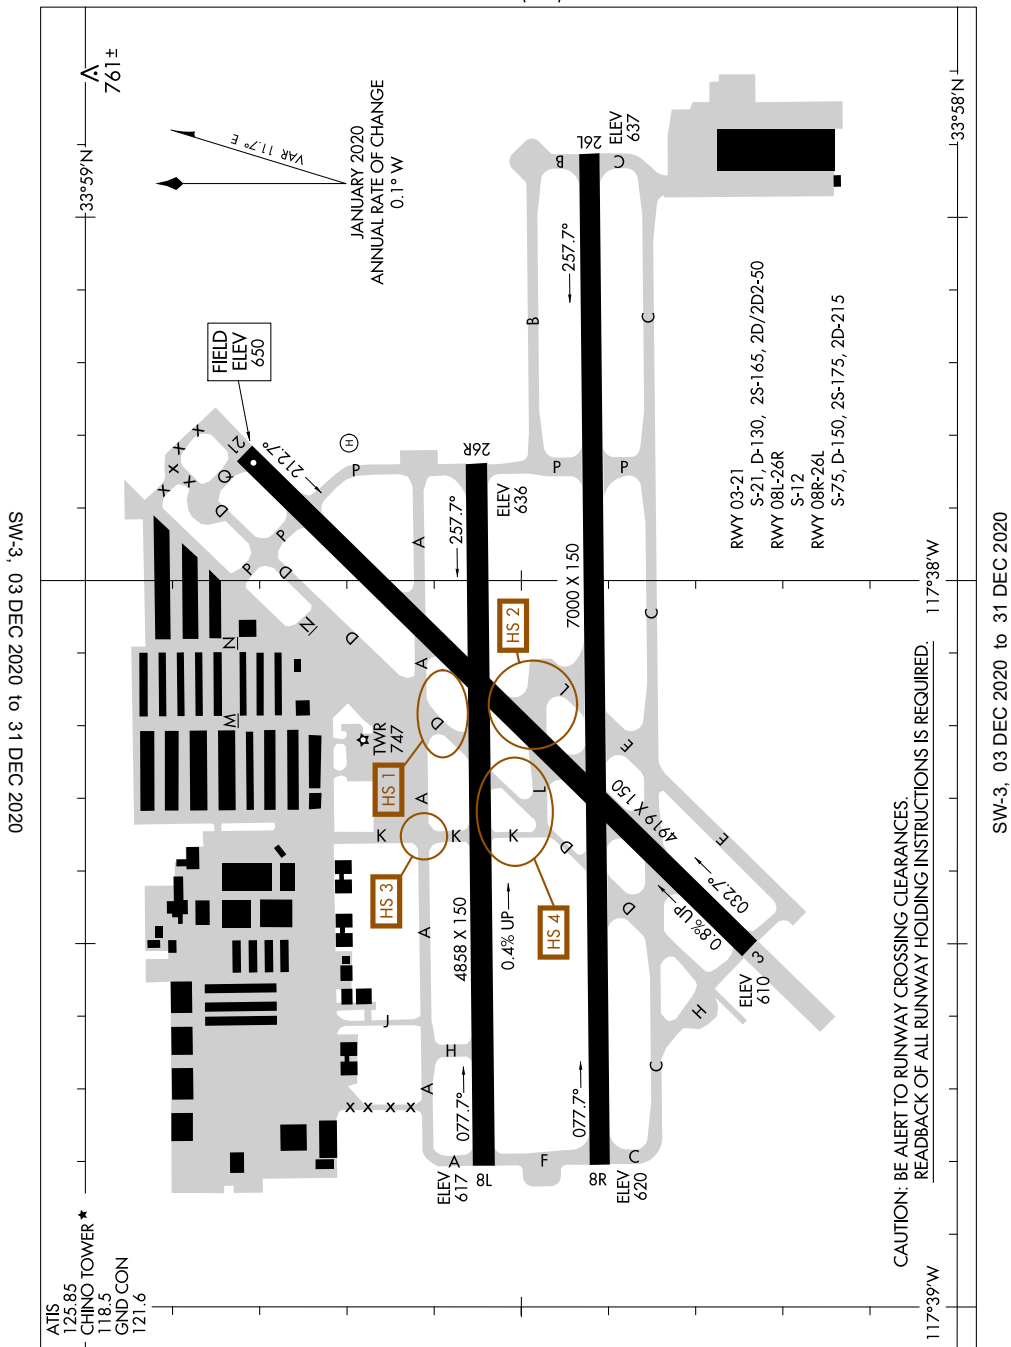 SW-3, 03 DEC 2020 to 31 DEC 2020
SW-3, 03 DEC 2020 to 31 DEC 2020
ATIS
125.85
CHINO TOWER ★
118.5
GND CON
121.6
761±
33°59'N
33°58'N
117°38'W
117°39'W
VAR 11.7° E
JANUARY 2020
ANNUAL RATE OF CHANGE
0.1° W
FIELD
ELEV
650
21
212.7°
H
26R
ELEV
636
257.7°
26L
ELEV
637
257.7°
7000 X 150
4858 X 150
4919 X 150
0.4% UP
0.8% UP
032.7°
3
ELEV
610
077.7°
077.7°
8L
ELEV
617
8R
ELEV
620
TWR
747
HS 1
HS 2
HS 3
HS 4
RWY 03-21
S-21, D-130, 2S-165, 2D/2D2-50
RWY 08L-26R
S-12
RWY 08R-26L
S-75, D-150, 2S-175, 2D-215
CAUTION: BE ALERT TO RUNWAY CROSSING CLEARANCES.
READBACK OF ALL RUNWAY HOLDING INSTRUCTIONS IS REQUIRED.
B
C
B
C
P
P
P
P
P
Q
D
D
D
D
D
D
N
N
M
A
A
A
A
A
A
K
K
K
L
L
E
E
C
C
C
H
H
J
F
X X X X
X X X X X